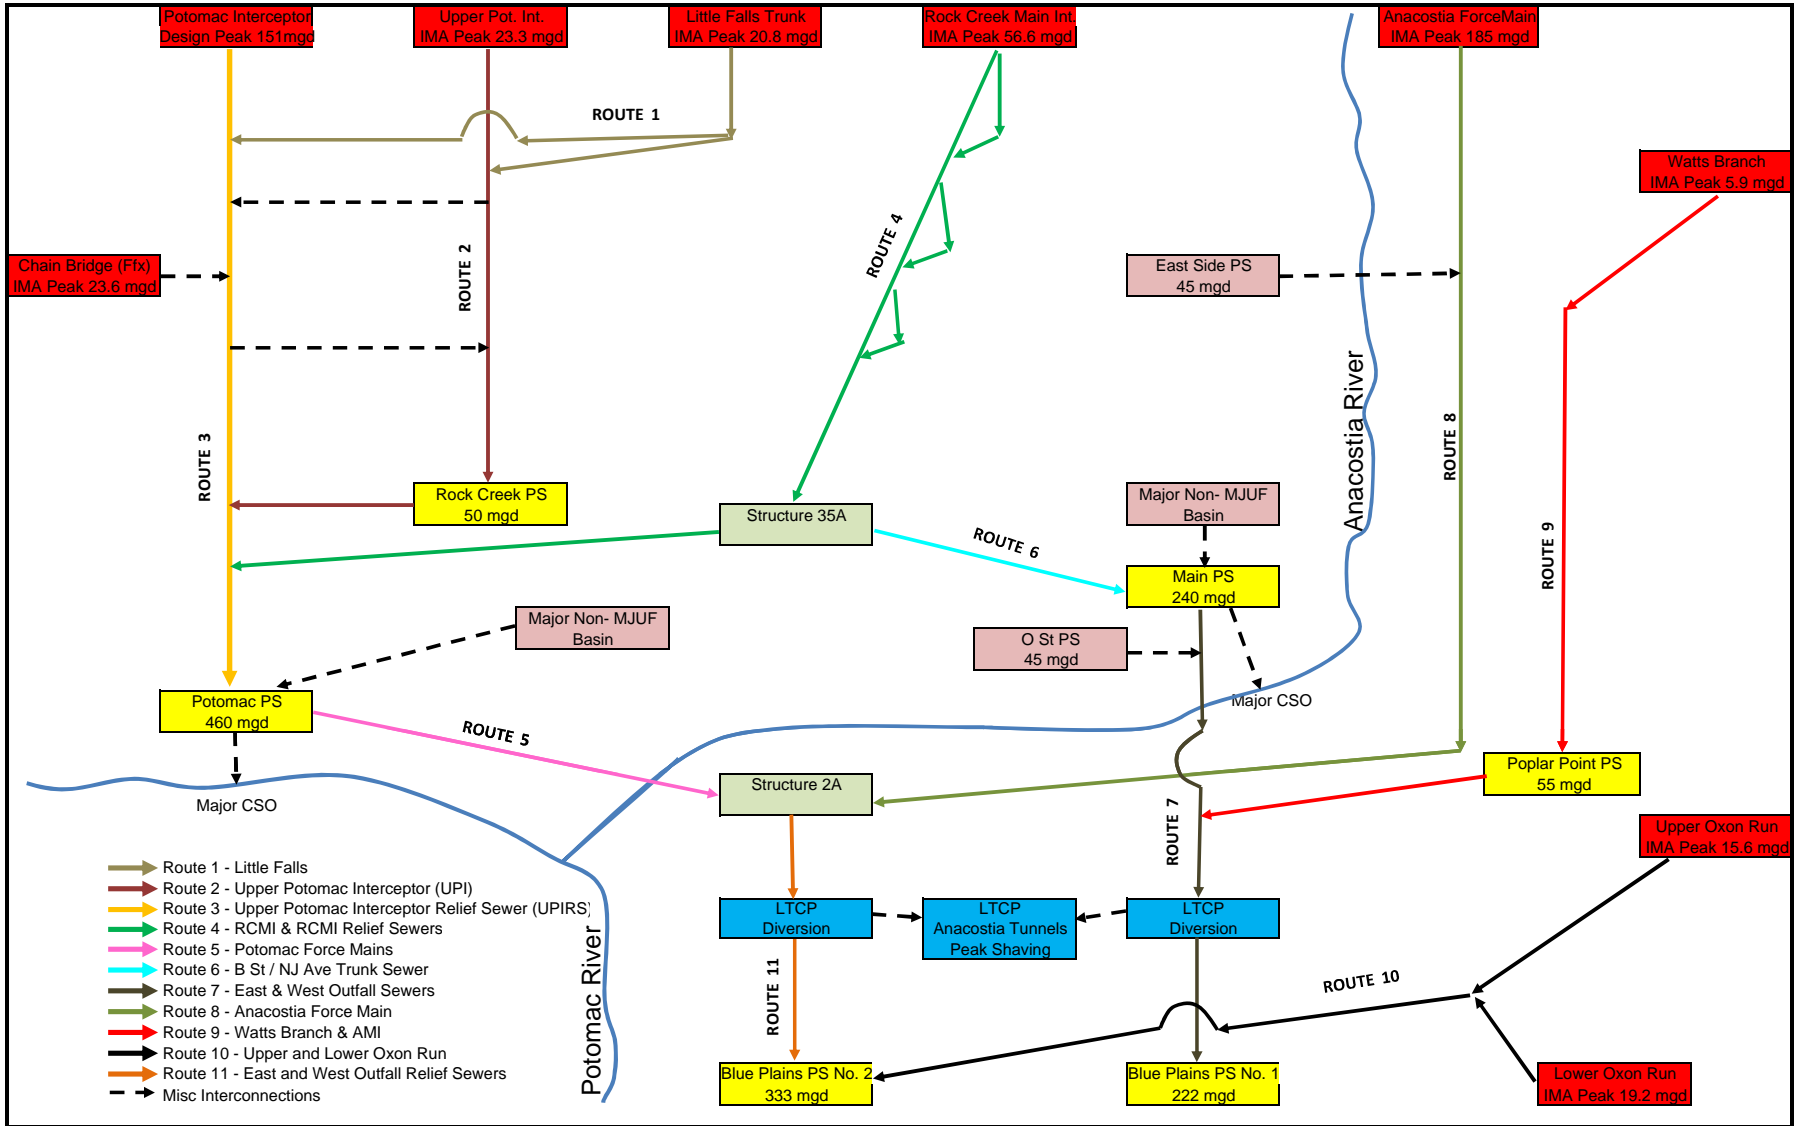 Potomac Interceptor
Design Peak 151mgd
Upper Pot. Int.
IMA Peak 23.3 mgd
Little Falls Trunk
IMA Peak 20.8 mgd
Rock Creek Main Int.
IMA Peak 56.6 mgd
Anacostia ForceMain
IMA Peak 185 mgd
ROUTE 1
Watts Branch
IMA Peak 5.9 mgd
ROUTE 4
ROUTE 2
Chain Bridge (Ffx)
IMA Peak 23.6 mgd
East Side PS
45 mgd
Anacostia River
ROUTE 3
ROUTE 8
Rock Creek PS
50 mgd
Structure 35A
Major Non- MJUF
Basin
ROUTE 6
ROUTE 9
Main PS
240 mgd
Major Non- MJUF
Basin
O St PS
45 mgd
Potomac PS
460 mgd
Major CSO
ROUTE 5
Structure 2A
Poplar Point PS
55 mgd
Major CSO
ROUTE 7
Upper Oxon Run
IMA Peak 15.6 mgd
Route 1 - Little Falls
Route 2 - Upper Potomac Interceptor (UPI)
Route 3 - Upper Potomac Interceptor Relief Sewer (UPIRS)
Route 4 - RCMI & RCMI Relief Sewers
Route 5 - Potomac Force Mains
Route 6 - B St / NJ Ave Trunk Sewer
Route 7 - East & West Outfall Sewers
Route 8 - Anacostia Force Main
Route 9 - Watts Branch & AMI
Route 10 - Upper and Lower Oxon Run
Route 11 - East and West Outfall Relief Sewers
Misc Interconnections
Potomac River
LTCP
Diversion
LTCP
Anacostia Tunnels
Peak Shaving
LTCP
Diversion
ROUTE 11
ROUTE 10
Blue Plains PS No. 2
333 mgd
Blue Plains PS No. 1
222 mgd
Lower Oxon Run
IMA Peak 19.2 mgd